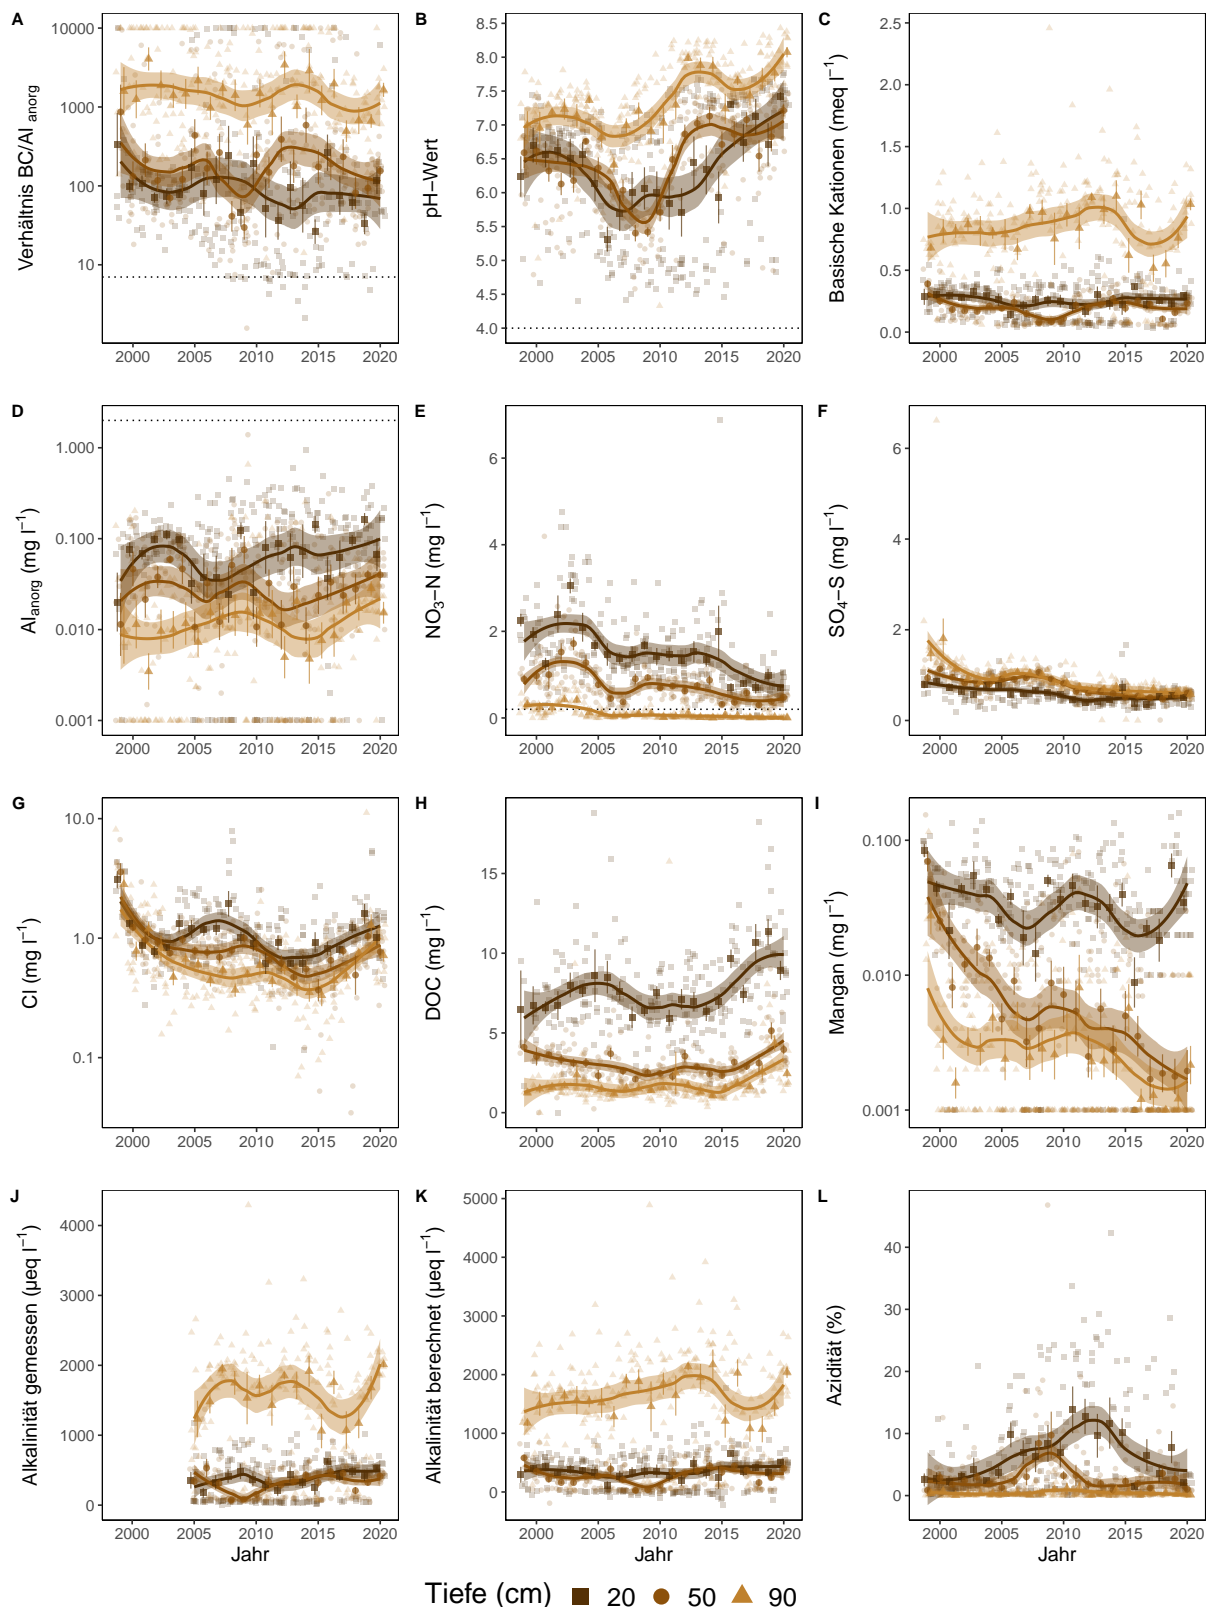 A
Verhältnis BC/Al anorg
10000
1000
100
10
2000 2005 2010 2015 2020
B
pH−Wert
8.5
8.0
7.5
7.0
6.5
6.0
5.5
5.0
4.5
4.0
2000 2005 2010 2015 2020
C
Basische Kationen (meq l−1)
2.5
2.0
1.5
1.0
0.5
0.0
2000 2005 2010 2015 2020
D
Al anorg (mg l−1)
1.000
0.100
0.010
0.001
2000 2005 2010 2015 2020
E
NO3−N (mg l−1)
6
4
2
0
2000 2005 2010 2015 2020
F
SO4−S (mg l−1)
6
4
2
0
2000 2005 2010 2015 2020
G
Cl (mg l−1)
10.0
1.0
0.1
2000 2005 2010 2015 2020
H
DOC (mg l−1)
15
10
5
0
2000 2005 2010 2015 2020
I
Mangan (mg l−1)
0.100
0.010
0.001
2000 2005 2010 2015 2020
J
Alkalinität gemessen (µeq l−1)
4000
3000
2000
1000
0
2000 2005 2010 2015 2020
Jahr
K
Alkalinität berechnet (µeq l−1)
5000
4000
3000
2000
1000
0
2000 2005 2010 2015 2020
L
Azidität (%)
40
30
20
10
0
2000 2005 2010 2015 2020
Jahr
Tiefe (cm) 20 50 90